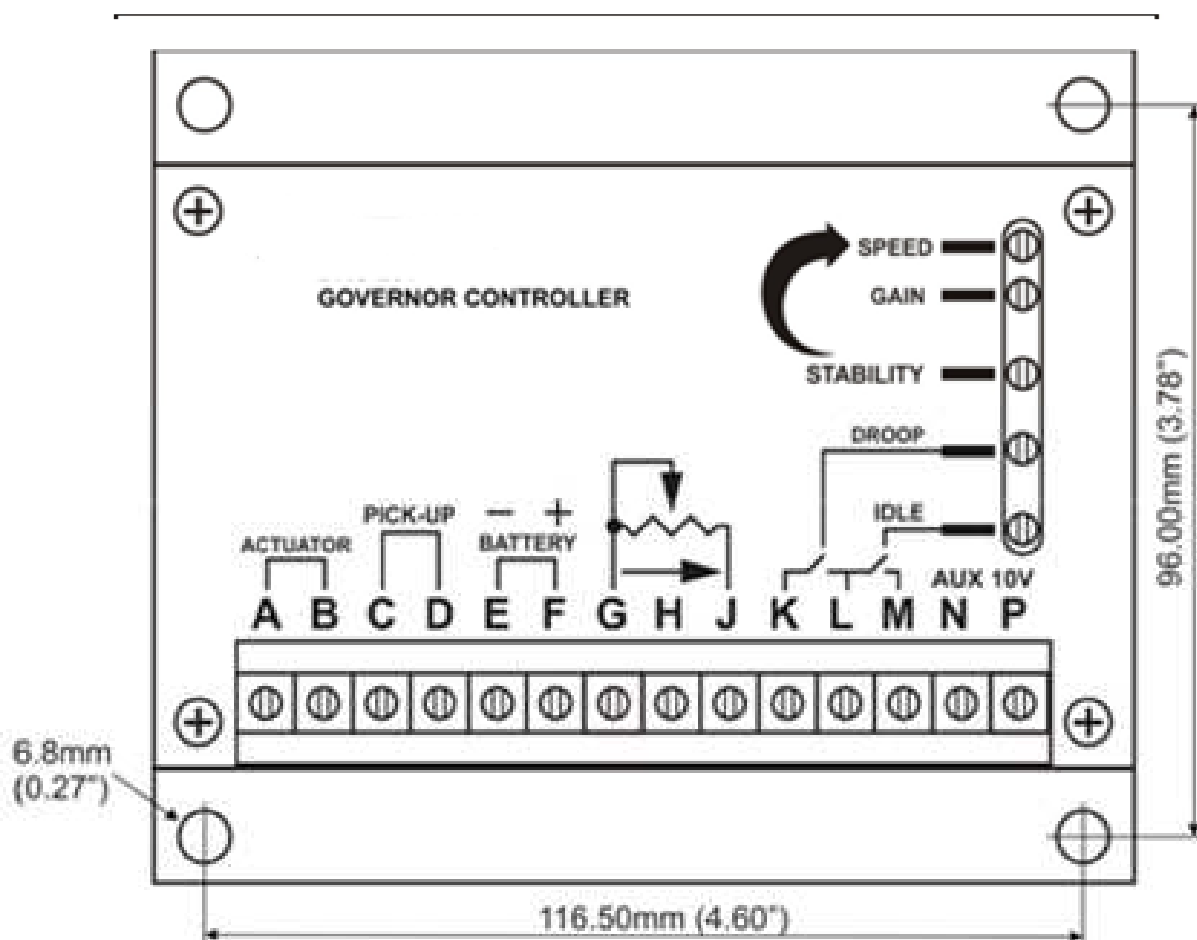 SPEED
GOVERNOR CONTROLLER
GAIN
STABILITY
DROOP
PICK-UP - +
IDLE
ACTUATOR BATTERY
AUX 10V
A B C D E F G H J K L M N P
96.00mm (3.78")
6.8mm
(0.27")
116.50mm (4.60")